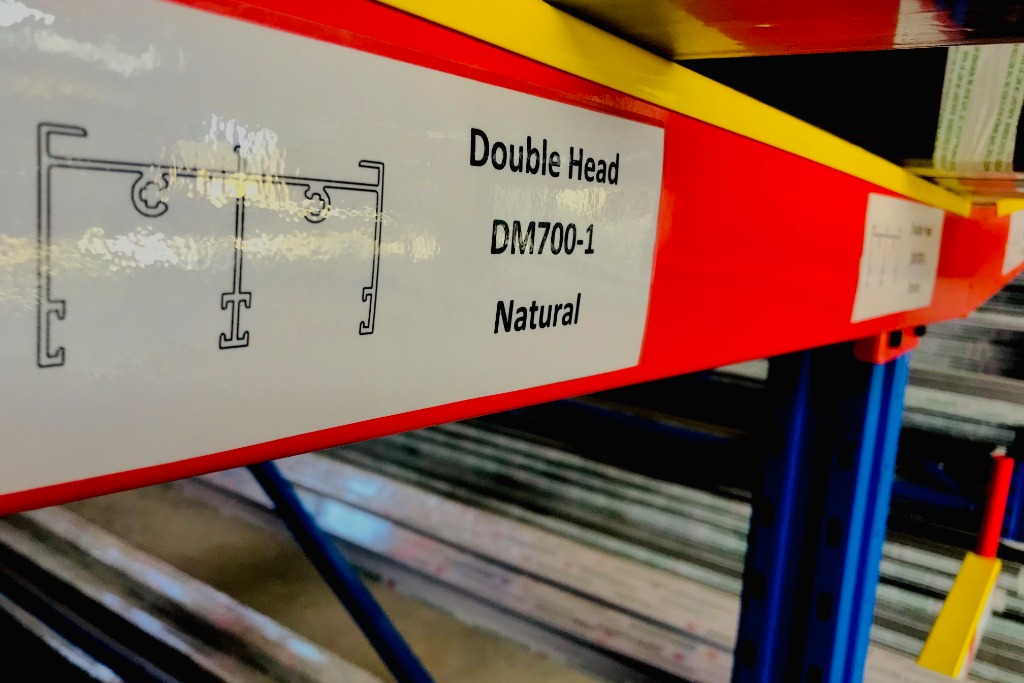 Double Head
DM700-1
Natural